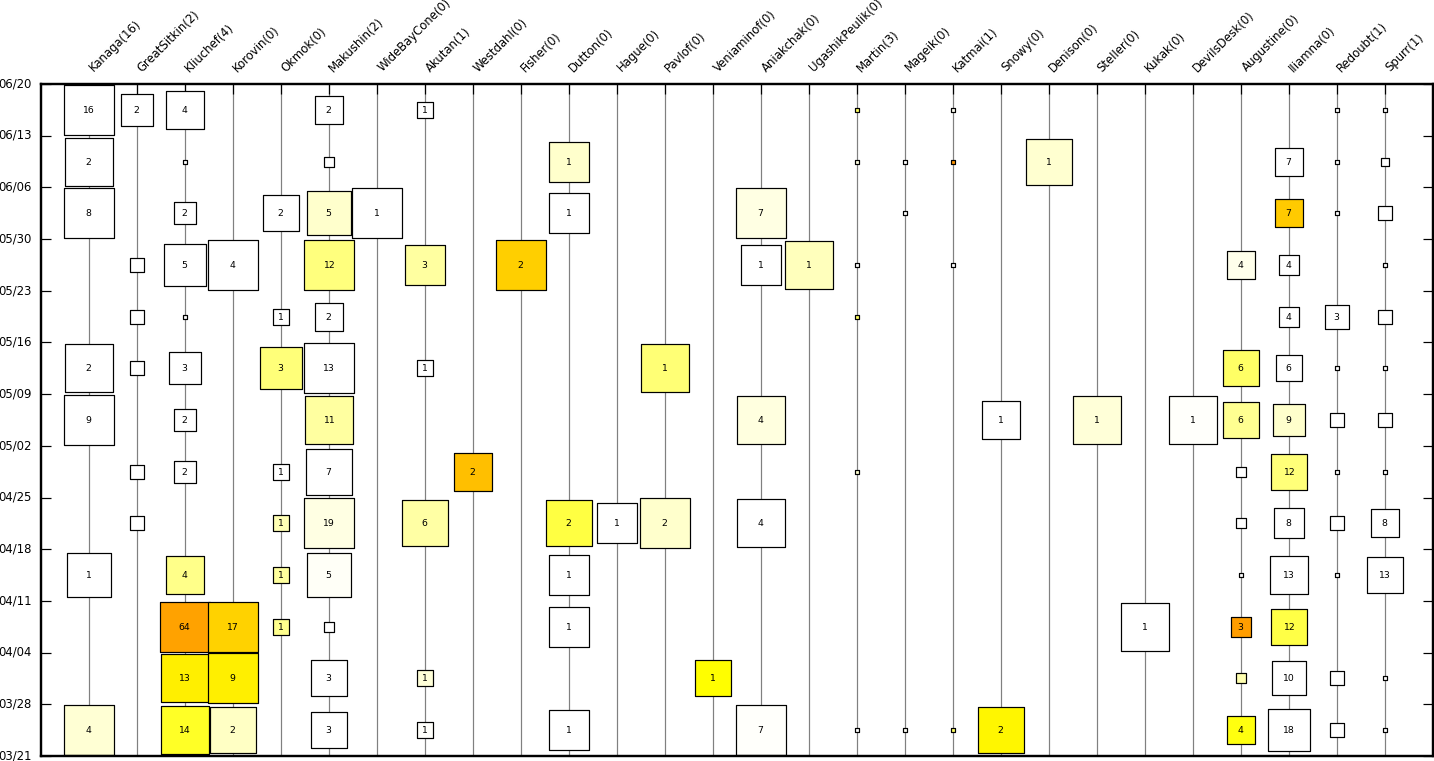 Kanaga(16) GreatSitkin(2) Kliuchef(4) Korovin(0) Okmok(0) Makushin(2) WideBayCone(0) Akutan(1) Westdahl(0) Fisher(0) Dutton(0) Hague(0) Pavlof(0) Veniaminof(0) Aniakchak(0) UgashikPeulik(0) Martin(3) Mageik(0) Katmai(1) Snowy(0) Denison(0) Steller(0) Kukak(0) DevilsDesk(0) Augustine(0) Iliamna(0) Redoubt(1) Spurr(1)
06/20
16 2 4 2 1
06/13
2 1 1 7
06/06
8 2 2 5 1 1 7 7
05/30
5 4 12 3 2 1 1 4 4
05/23
1 2 4 3
05/16
2 3 3 13 1 1 6 6
05/09
9 2 11 4 1 1 1 6 9
05/02
2 1 7 2 12
04/25
1 19 6 2 1 2 4 8 8
04/18
1 4 1 5 1 13 13
04/11
64 17 1 1 1 3 12
04/04
13 9 3 1 1 10
03/28
4 14 2 3 1 1 7 2 4 18
03/21